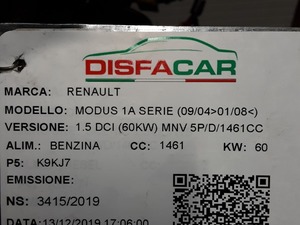 DISFACAR
MARCA: RENAULT
MODELLO: MODUS 1A SERIE (09/04>01/08<)
VERSIONE: 1.5 DCI (60KW) MNV 5P/D/1461CC
ALIM.: BENZINA CC: 1461 KW: 60
P5: K9KJ7
EMISSIONE:
NS: 3415/2019
DATA:13/12/2019 17:06:00